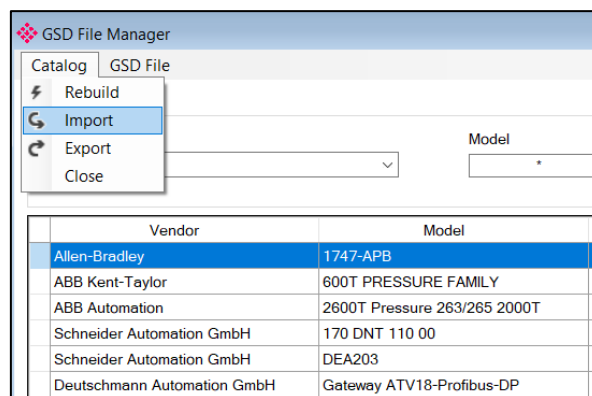 GSD File Manager
Catalog GSD File
Rebuild
Import
Export
Close
Model
*
Vendor Model
Allen-Bradley 1747-APB
ABB Kent-Taylor 600T PRESSURE FAMILY
ABB Automation 2600T Pressure 263/265 2000T
Schneider Automation GmbH 170 DNT 110 00
Schneider Automation GmbH DEA203
Deutschmann Automation GmbH Gateway ATV18-Profibus-DP